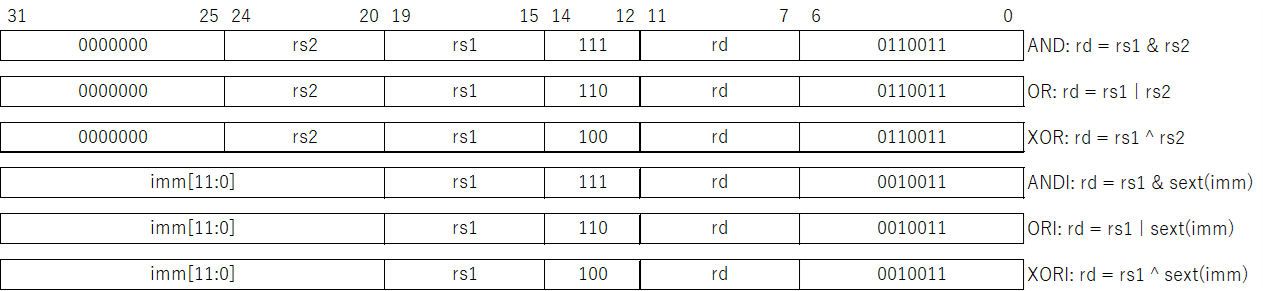 31 25 24 20 19 15 14 12 11 7 6 0
0000000 rs2 rs1 111 rd 0110011 AND: rd = rs1 & rs2
0000000 rs2 rs1 110 rd 0110011 OR: rd = rs1 | rs2
0000000 rs2 rs1 100 rd 0110011 XOR: rd = rs1 ^ rs2
imm[11:0] rs1 111 rd 0010011 ANDI: rd = rs1 & sext(imm)
imm[11:0] rs1 110 rd 0010011 ORI: rd = rs1 | sext(imm)
imm[11:0] rs1 100 rd 0010011 XORI: rd = rs1 ^ sext(imm)